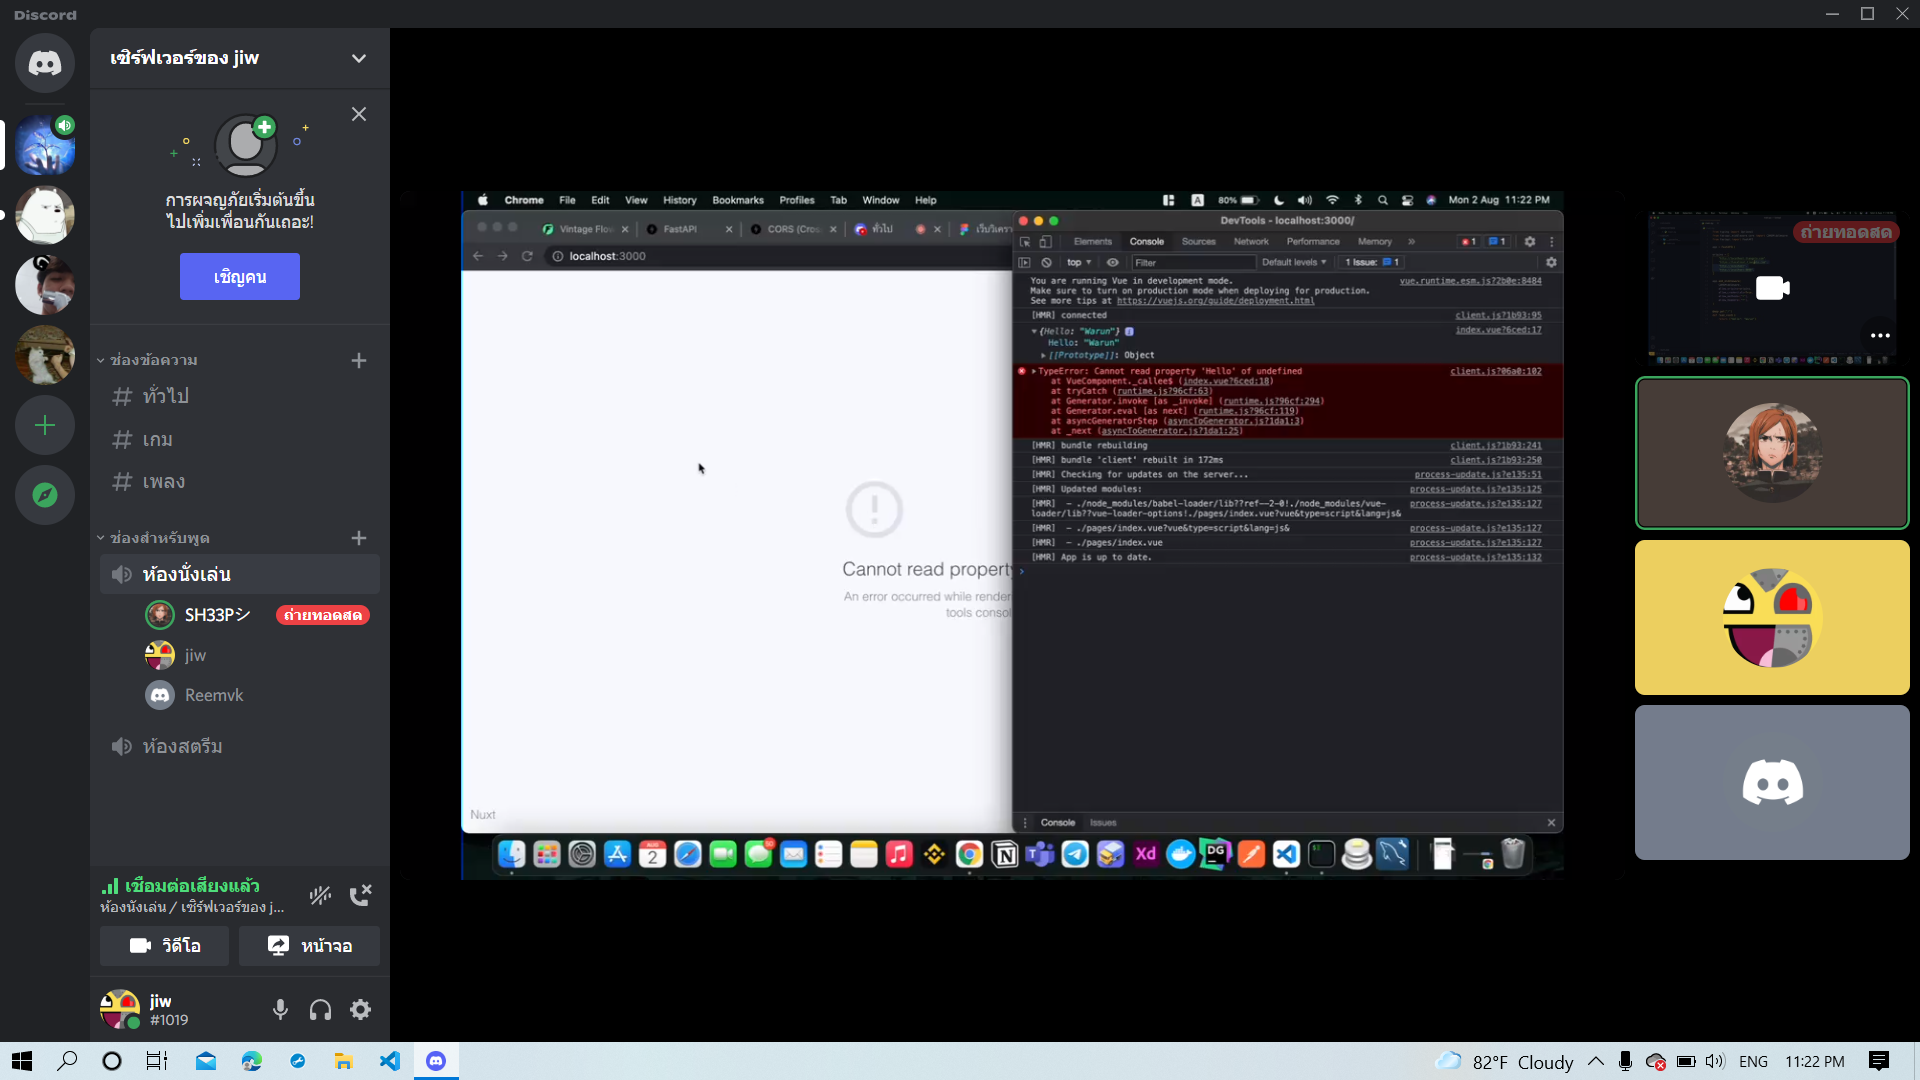 Discord
เซิร์ฟเวอร์ของ jiw
การผจญภัยเริ่มต้นขึ้น
ไปเพิ่มเพื่อนกันเถอะ!
เชิญคน
ช่องข้อความ
ทั่วไป
เกม
เพลง
ช่องสำหรับพูด
ห้องนั่งเล่น
SH33Pシ
ถ่ายทอดสด
jiw
Reemvk
ห้องสตรีม
เชื่อมต่อเสียงแล้ว
ห้องนั่งเล่น / เซิร์ฟเวอร์ของ j...
วิดีโอ
หน้าจอ
jiw
#1019
Chrome File Edit View History Bookmarks Profiles Tab Window Help
80%
Mon 2 Aug 11:22 PM
Vintage Flow
FastAPI
CORS (Cros
ทั่วไป
เว็บวิเครา
localhost:3000
Cannot read property
An error occurred while render
tools consol
Nuxt
DevTools - localhost:3000/
Elements Console Sources Network Performance Memory » 1 1
top Filter Default levels 1 Issue: 1
You are running Vue in development mode. vue.runtime.esm.js?2b0e:8484
Make sure to turn on production mode when deploying for production.
See more tips at https://vuejs.org/guide/deployment.html
[HMR] connected client.js?1b93:95
{Hello: "Warun"} index.vue?6ced:17
Hello: "Warun"
[[Prototype]]: Object
TypeError: Cannot read property 'Hello' of undefined client.js?06a0:102
at VueComponent._callee$ (index.vue?6ced:18)
at tryCatch (runtime.js?96cf:63)
at Generator.invoke [as _invoke] (runtime.js?96cf:294)
at Generator.eval [as next] (runtime.js?96cf:119)
at asyncGeneratorStep (asyncToGenerator.js?1da1:3)
at _next (asyncToGenerator.js?1da1:25)
[HMR] bundle rebuilding client.js?1b93:241
[HMR] bundle 'client' rebuilt in 172ms client.js?1b93:250
[HMR] Checking for updates on the server... process-update.js?e135:51
[HMR] Updated modules: process-update.js?e135:125
[HMR] - ./node_modules/babel-loader/lib??ref--2-0!./node_modules/vue- process-update.js?e135:127
loader/lib??vue-loader-options!./pages/index.vue?vue&type=script&lang=js&
[HMR] - ./pages/index.vue?vue&type=script&lang=js& process-update.js?e135:127
[HMR] - ./pages/index.vue process-update.js?e135:127
[HMR] App is up to date. process-update.js?e135:132
Console Issues
AUG
2
Xd
DG
ถ่ายทอดสด
82°F Cloudy
ENG
11:22 PM